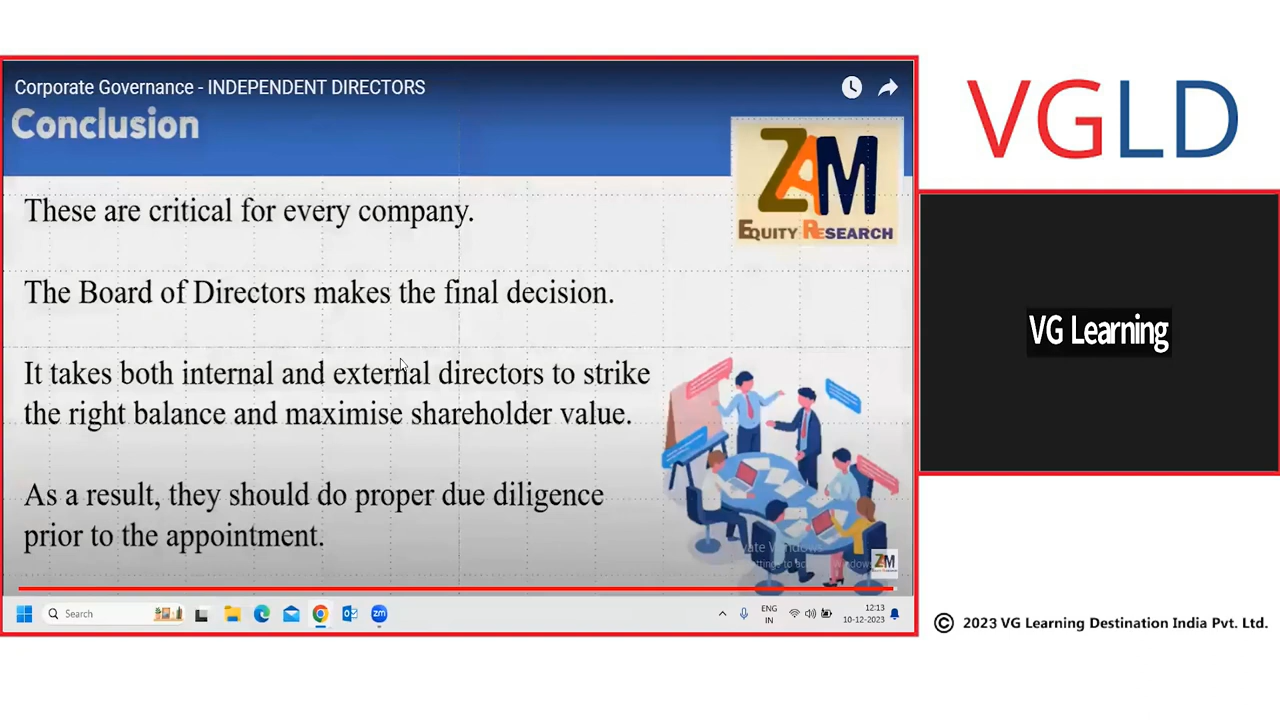 Corporate Governance - INDEPENDENT DIRECTORS
Conclusion
ZAM
EQUITY RESEARCH
These are critical for every company.
The Board of Directors makes the final decision.
It takes both internal and external directors to strike
the right balance and maximise shareholder value.
As a result, they should do proper due diligence
prior to the appointment.
ZM
Search
zm
ENG
IN
12:13
10-12-2023
VGLD
VG Learning
© 2023 VG Learning Destination India Pvt. Ltd.